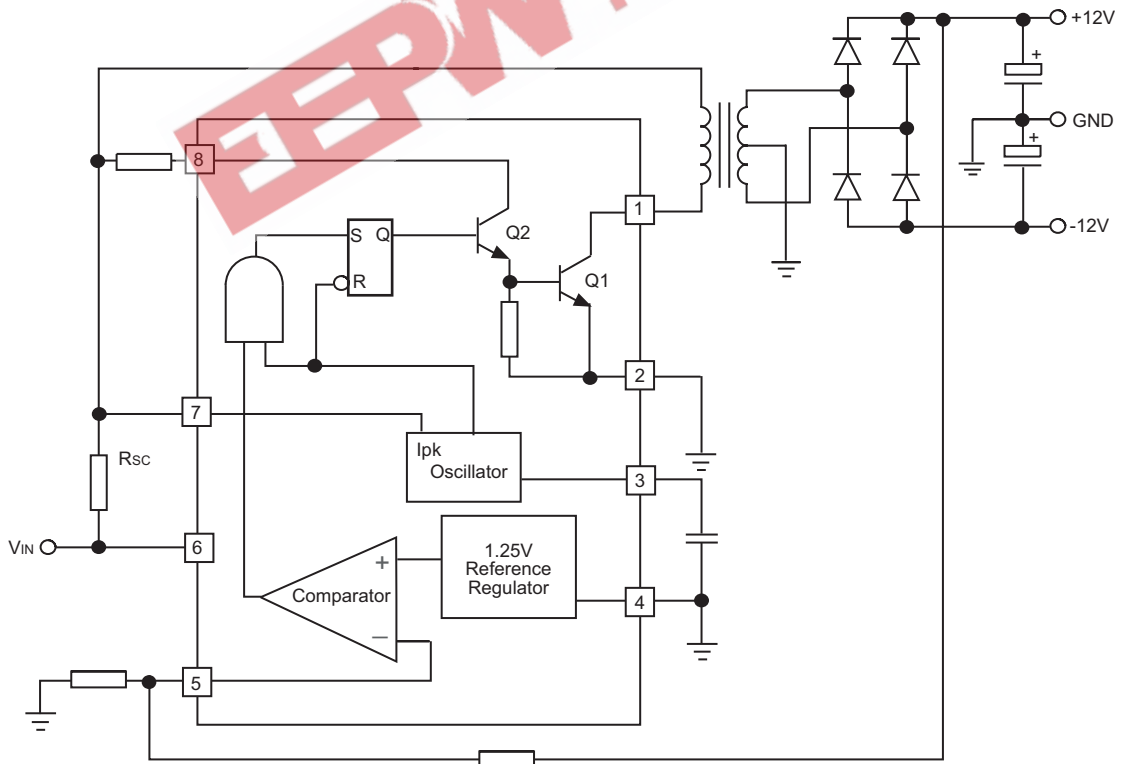 EEPW
+12V
+
GND
+
-12V
8
1
S Q
R
Q2
Q1
2
7
Ipk
Oscillator
RSC
3
VIN
6
1.25V
Reference
Regulator
+
Comparator
−
4
5